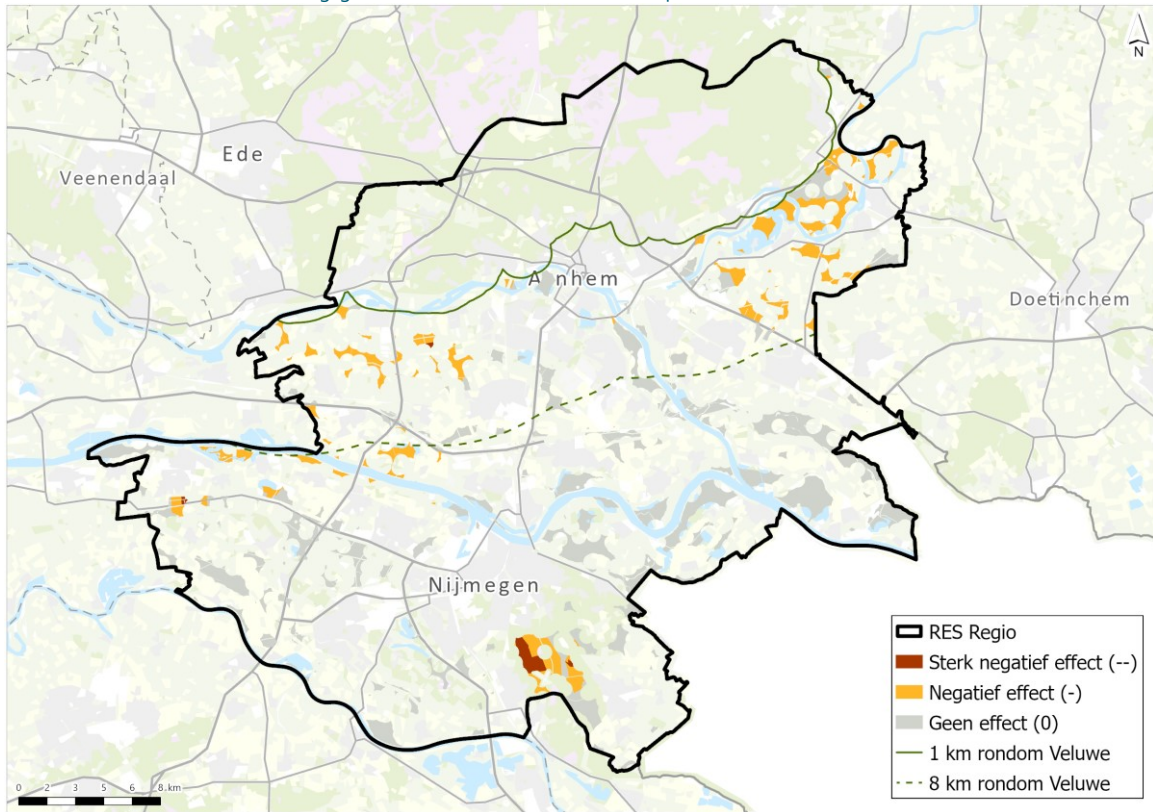 N
Ede
Veenendaal
A nhem
Doetinchem
Nijmegen
RES Regio
Sterk negatief effect (--)
Negatief effect (-)
Geen effect (0)
1 km rondom Veluwe
8 km rondom Veluwe
0 2 3 5 6 8 km